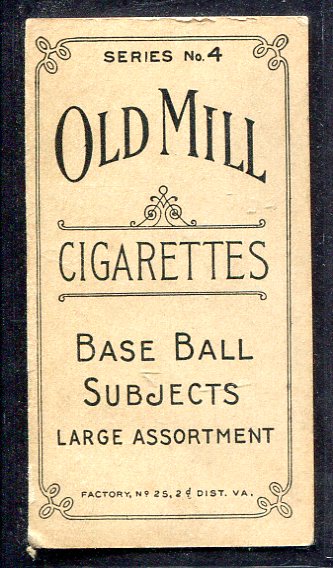 SERIES No. 4
OLD MILL
CIGARETTES
BASE BALL
SUBJECTS
LARGE ASSORTMENT
FACTORY, Nº 25, 2d DIST. VA.